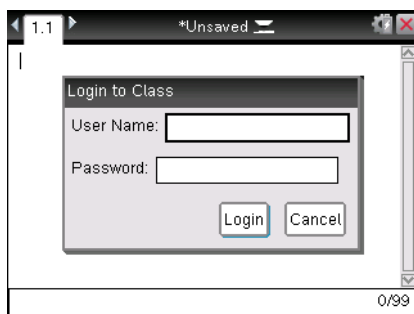 1.1 *Unsaved
Login to Class
User Name:
Password:
Login Cancel
0/99